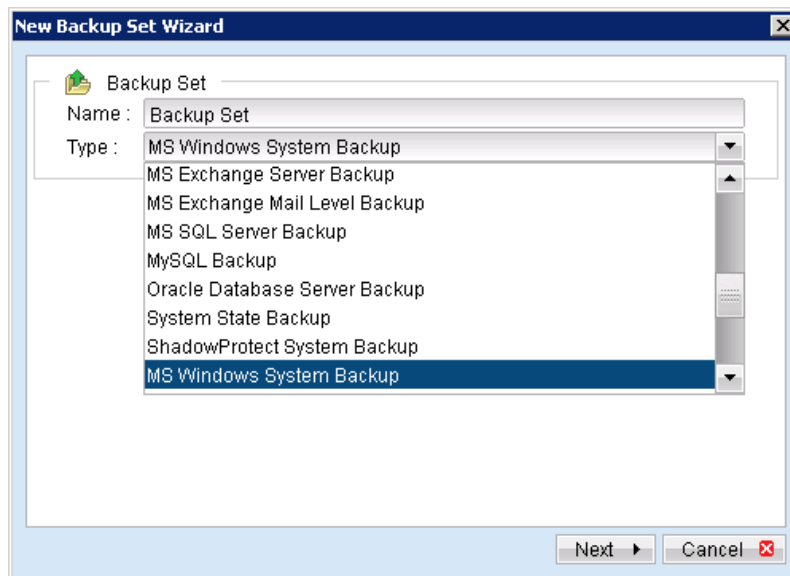 New Backup Set Wizard
Backup Set
Name : Backup Set
Type : MS Windows System Backup
MS Exchange Server Backup
MS Exchange Mail Level Backup
MS SQL Server Backup
MySQL Backup
Oracle Database Server Backup
System State Backup
ShadowProtect System Backup
MS Windows System Backup
Next Cancel